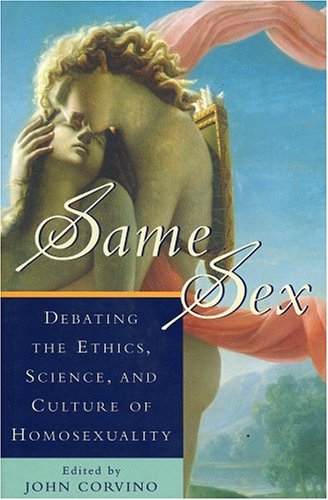 Same
Sex
DEBATING
THE ETHICS,
SCIENCE, AND
CULTURE OF
HOMOSEXUALITY
Edited by
JOHN CORVINO